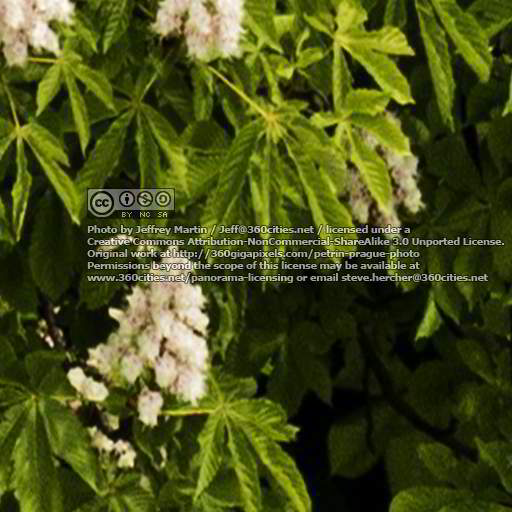 cc BY NC SA
Photo by Jeffrey Martin / Jeff@360cities.net / on a
Creative Commons Attribution-NonCommercial-ShareAlike 3.0 Unported License.
Original work at http://360gigapixels.com/petrin-prague-photo
Permissions beyond the scope of this license may be available at
www.360cities.net/panorama-licensing or email steve.hercher@360cities.net